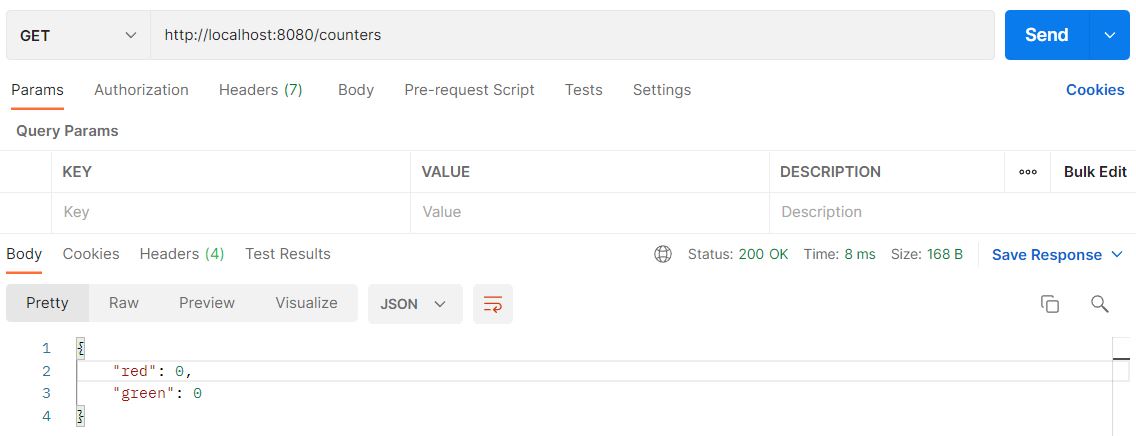 GET http://localhost:8080/counters Send
Params Authorization Headers (7) Body Pre-request Script Tests Settings Cookies
Query Params
KEY VALUE DESCRIPTION ooo Bulk Edit
Key Value Description
Body Cookies Headers (4) Test Results Status: 200 OK Time: 8 ms Size: 168 B Save Response
Pretty Raw Preview Visualize JSON
1 {
2 "red": 0,
3 "green": 0
4 }